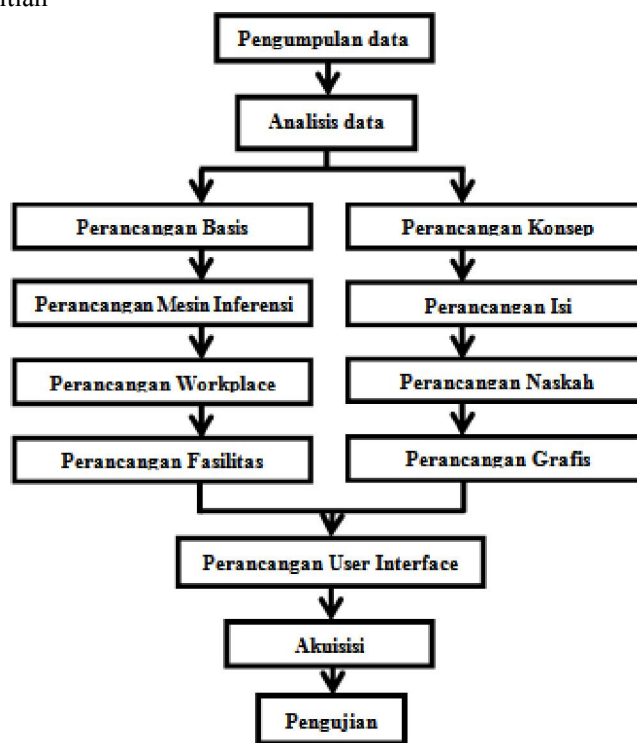 Pengumpulan data
Analisis data
Perancangan Basis
Perancangan Mesin Inferensi
Perancangan Workplace
Perancangan Fasilitas
Perancangan Konsep
Perancangan Isi
Perancangan Naskah
Perancangan Grafis
Perancangan User Interface
Akuisisi
Pengujian